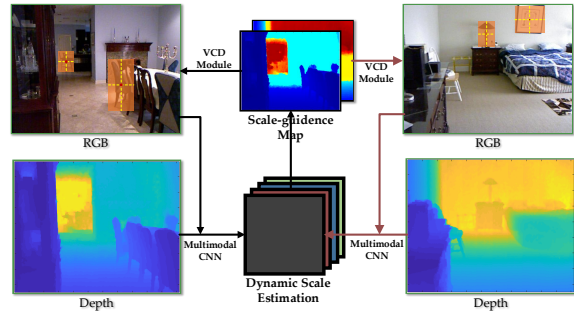 VCD
Module
VCD
Module
Scale-guidence
Map
RGB
RGB
Multimodal
CNN
Multimodal
CNN
Dynamic Scale
Estimation
Depth
Depth